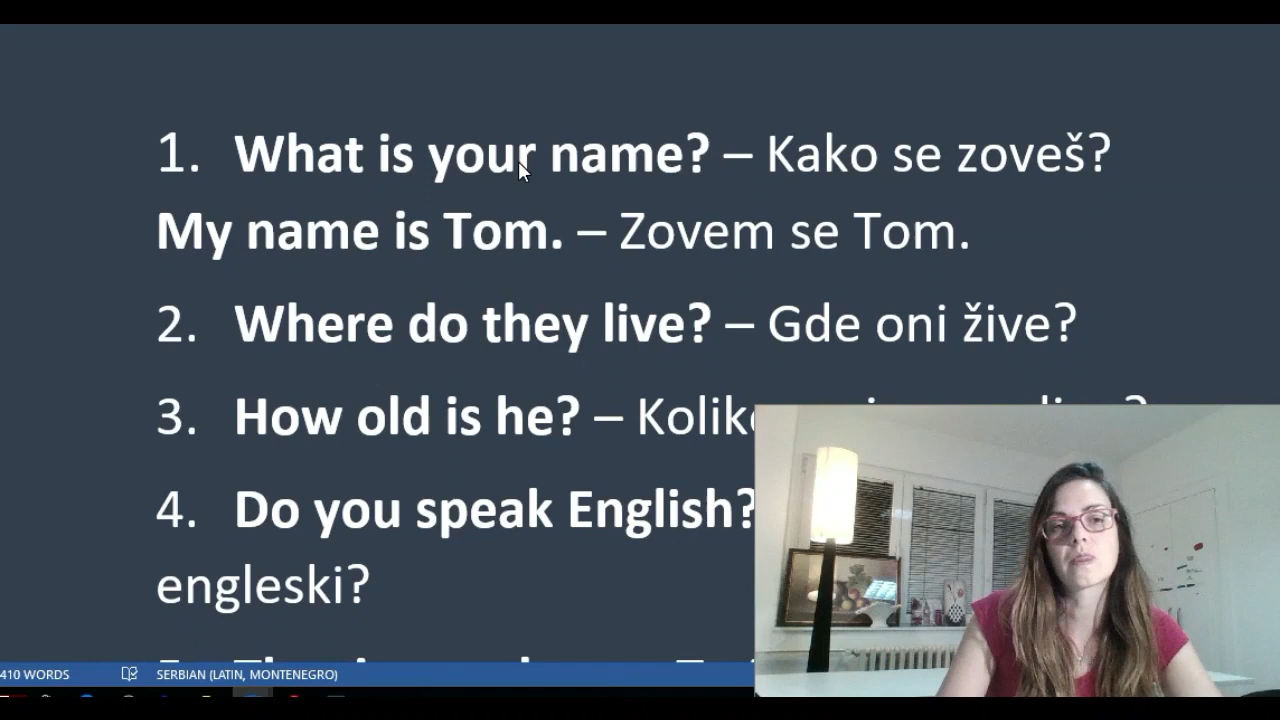 1. What is your name? – Kako se zoveš?
My name is Tom. – Zovem se Tom.
2. Where do they live? – Gde oni žive?
3. How old is he? –
4. Do you speak English?
engleski?
410 WORDS SERBIAN (LATIN, MONTENEGRO)